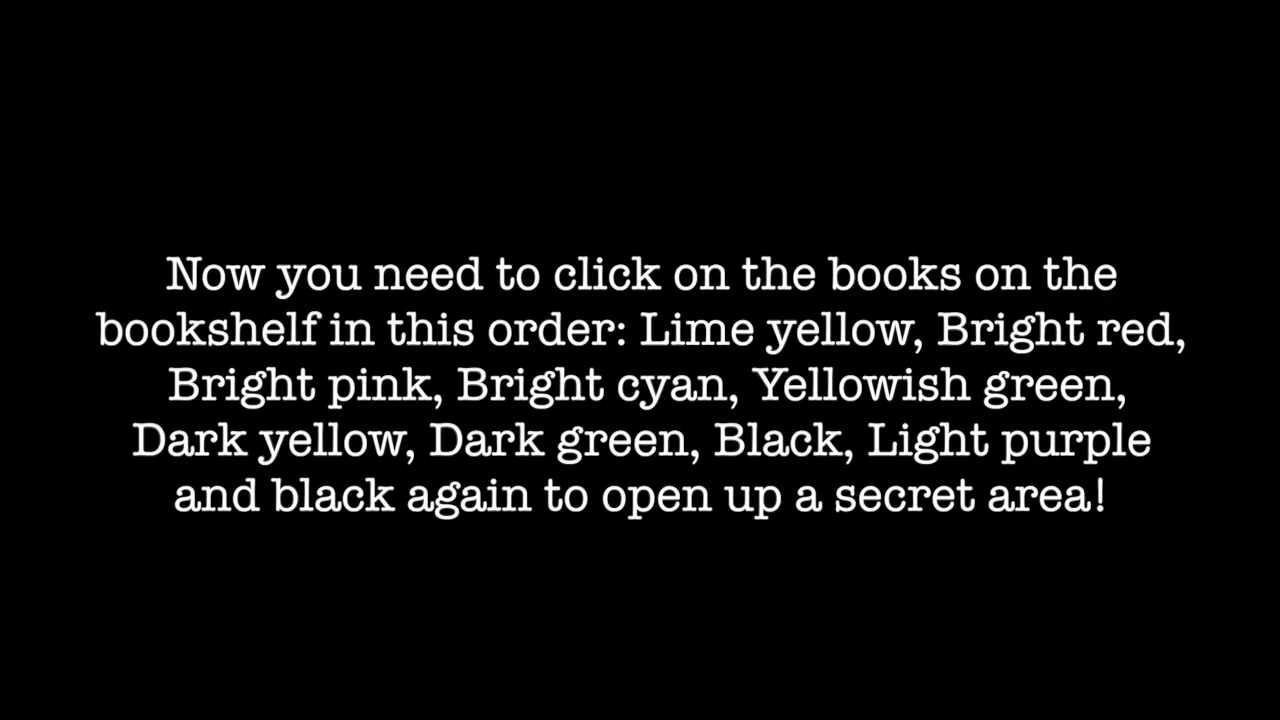 Now you need to click on the books on the
bookshelf in this order: Lime yellow, Bright red,
Bright pink, Bright cyan, Yellowish green,
Dark yellow, Dark green, Black, Light purple
and black again to open up a secret area!